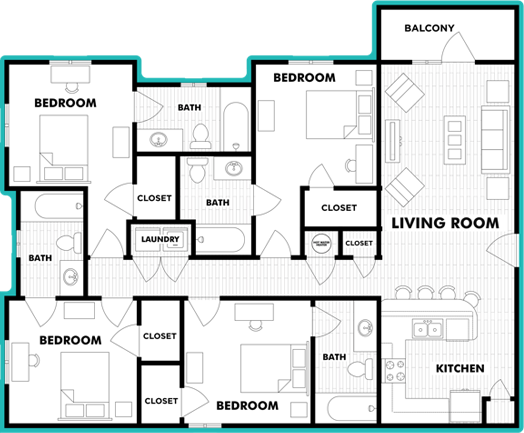 BALCONY
BEDROOM
BEDROOM
BATH
CLOSET
BATH
CLOSET
LIVING ROOM
LAUNDRY
HOT WATER
HEATER
CLOSET
BATH
BEDROOM
CLOSET
BATH
KITCHEN
CLOSET
BEDROOM